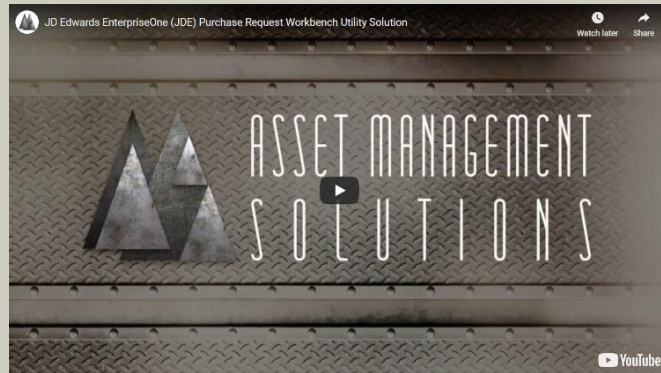 JD Edwards EnterpriseOne (JDE) Purchase Request Workbench Utility Solution
Watch later
Share
ASSET MANAGEMENT
SOLUTIONS
YouTube